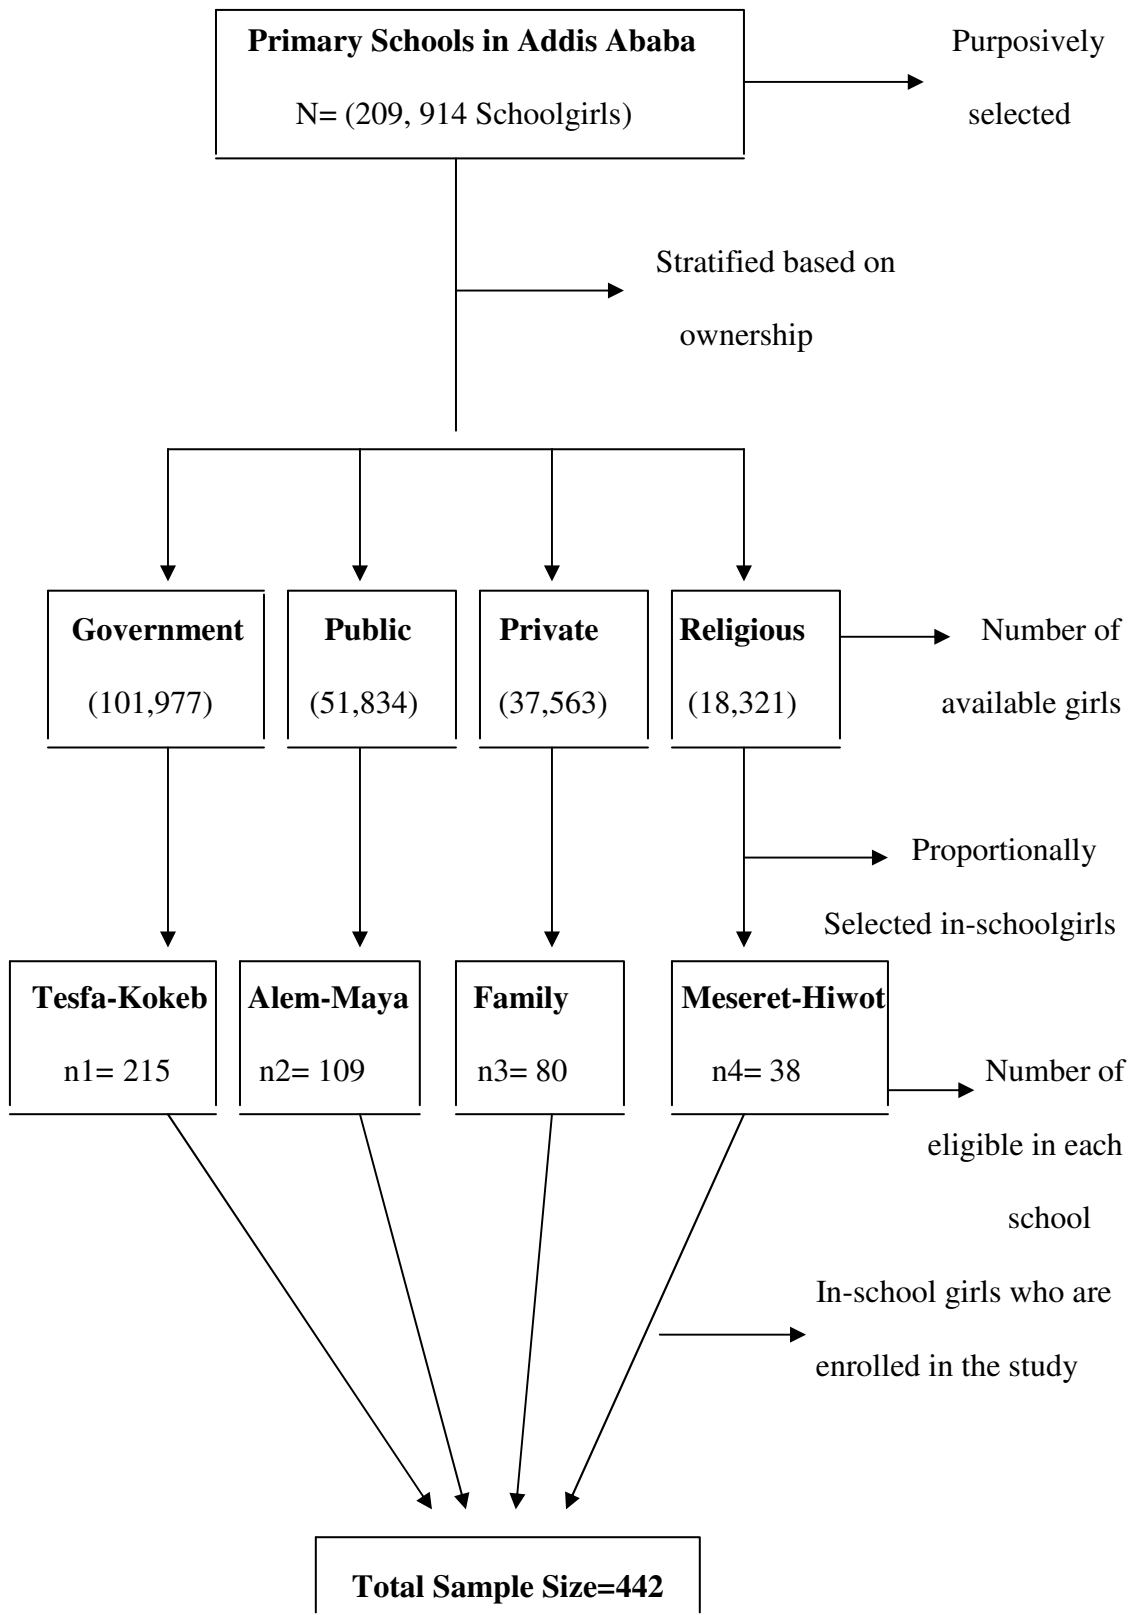 Primary Schools in Addis Ababa
N= (209, 914 Schoolgirls)
Purposively
selected
Stratified based on
ownership
Government
(101,977)
Public
(51,834)
Private
(37,563)
Religious
(18,321)
Number of
available girls
Proportionally
Selected in-schoolgirls
Tesfa-Kokeb
n1= 215
Alem-Maya
n2= 109
Family
n3= 80
Meseret-Hiwot
n4= 38
Number of
eligible in each
school
In-school girls who are
enrolled in the study
Total Sample Size=442